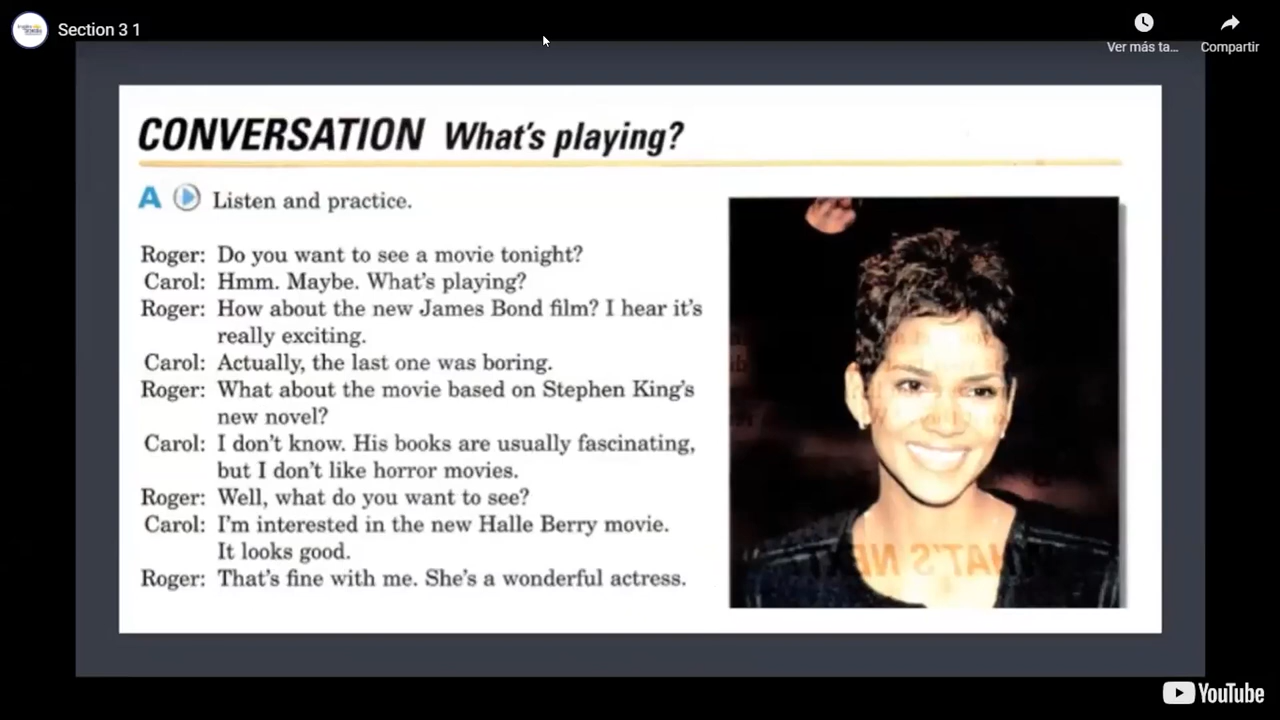 Section 3 1
Ver más ta...
Compartir
CONVERSATION What's playing?
A Listen and practice.
Roger: Do you want to see a movie tonight?
Carol: Hmm. Maybe. What's playing?
Roger: How about the new James Bond film? I hear it's
really exciting.
Carol: Actually, the last one was boring.
Roger: What about the movie based on Stephen King's
new novel?
Carol: I don't know. His books are usually fascinating,
but I don't like horror movies.
Roger: Well, what do you want to see?
Carol: I'm interested in the new Halle Berry movie.
It looks good.
Roger: That's fine with me. She's a wonderful actress.
WHAT'S NEXT
YouTube